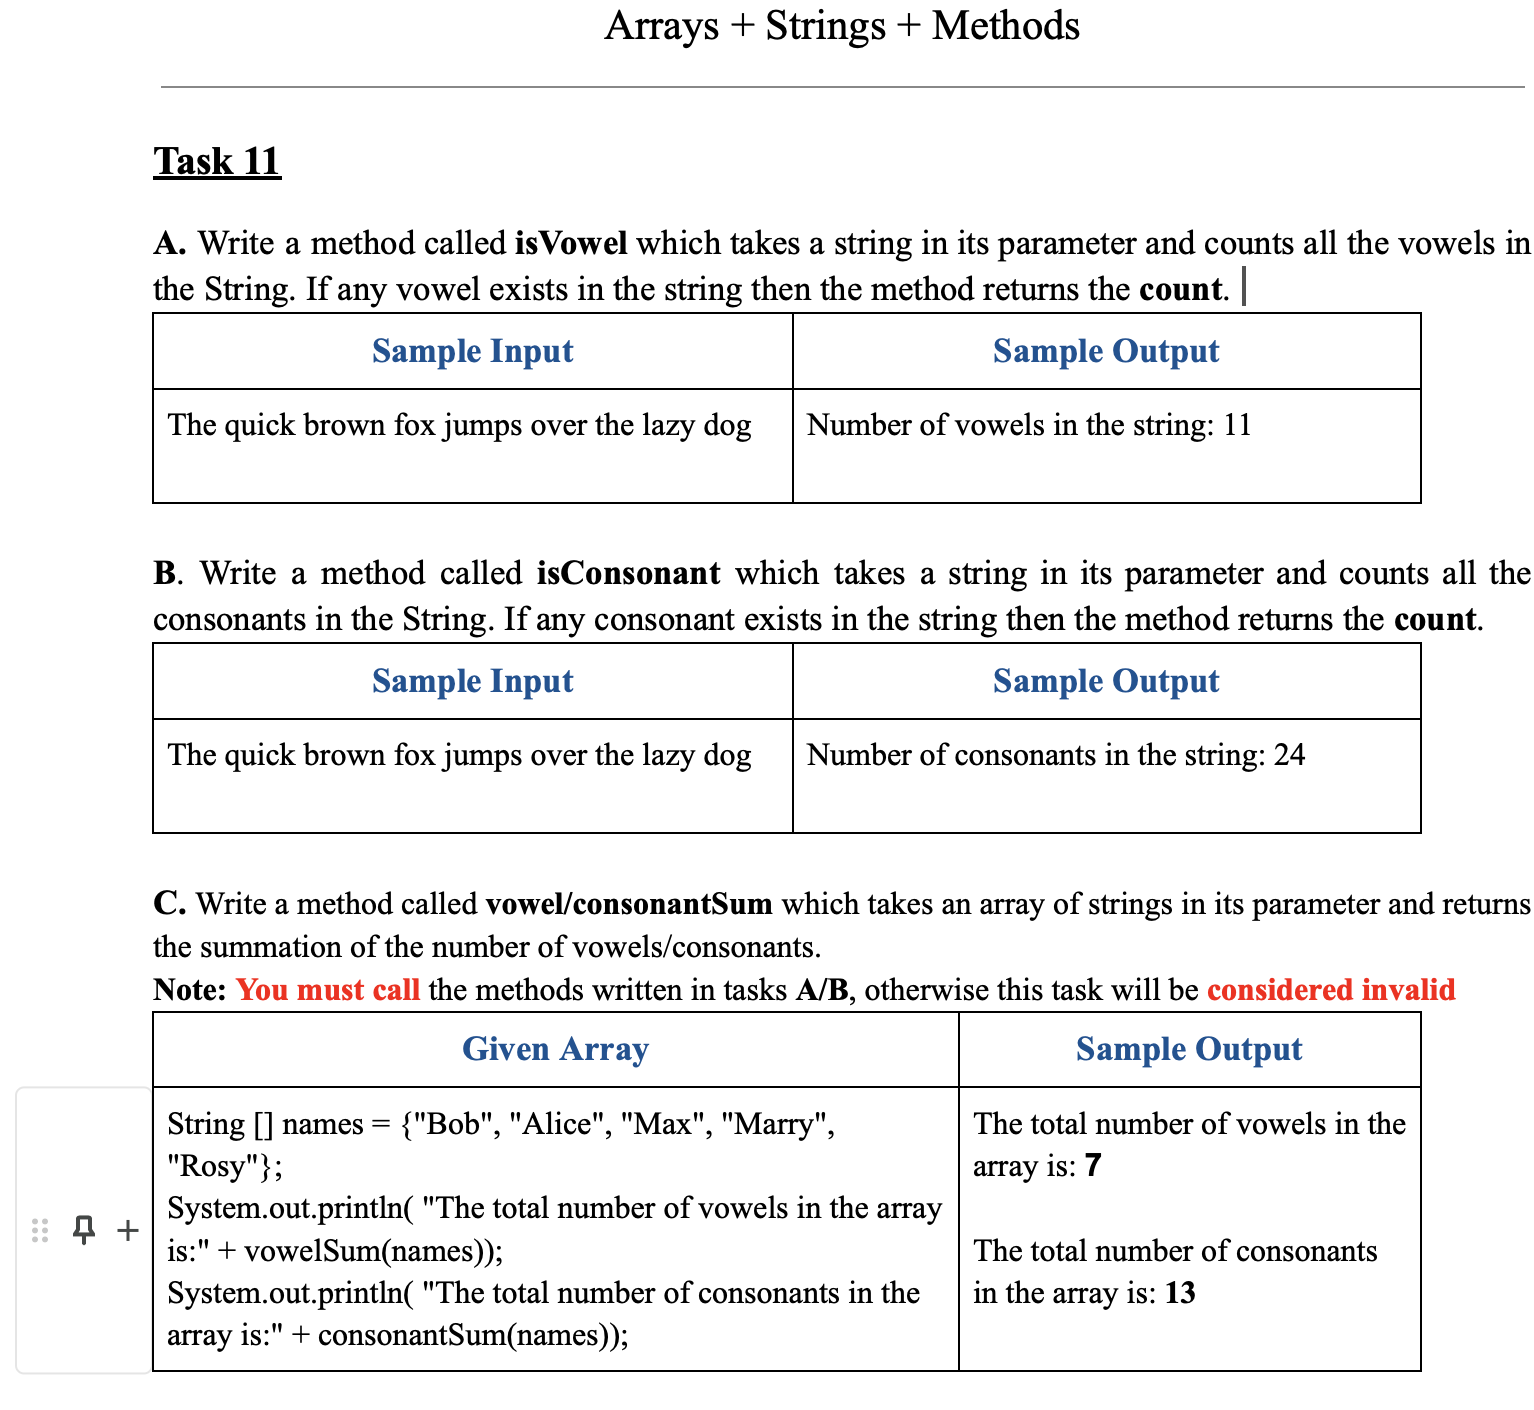 Arrays + Strings + Methods
Task 11
A. Write a method called isVowel which takes a string in its parameter and counts all the vowels in
the String. If any vowel exists in the string then the method returns the count.
Sample Input
Sample Output
The quick brown fox jumps over the lazy dog
Number of vowels in the string: 11
B. Write a method called isConsonant which takes a string in its parameter and counts all the
consonants in the String. If any consonant exists in the string then the method returns the count.
Sample Input
Sample Output
The quick brown fox jumps over the lazy dog
Number of consonants in the string: 24
C. Write a method called vowel/consonantSum which takes an array of strings in its parameter and returns
the summation of the number of vowels/consonants.
Note: You must call the methods written in tasks A/B, otherwise this task will be considered invalid
Given Array
Sample Output
String [] names = {"Bob", "Alice", "Max", "Marry",
"Rosy"};
System.out.println( "The total number of vowels in the array
is:" + vowelSum(names));
System.out.println( "The total number of consonants in the
array is:" + consonantSum(names));
The total number of vowels in the
array is: 7
The total number of consonants
in the array is: 13